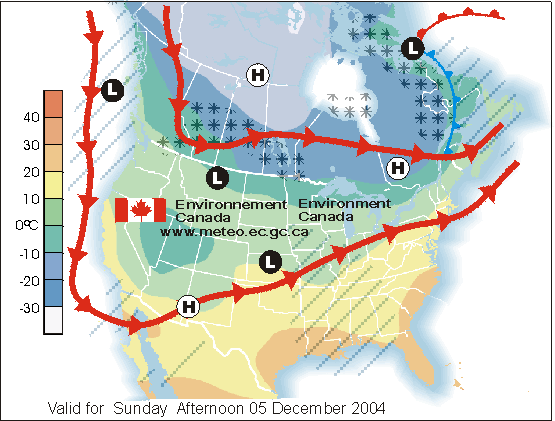 L
H
L
40
30
20
10
0°C
-10
-20
-30
H
L
Environnement Environment
Canada Canada
www.meteo.ec.gc.ca
L
H
Valid for Sunday Afternoon 05 December 2004